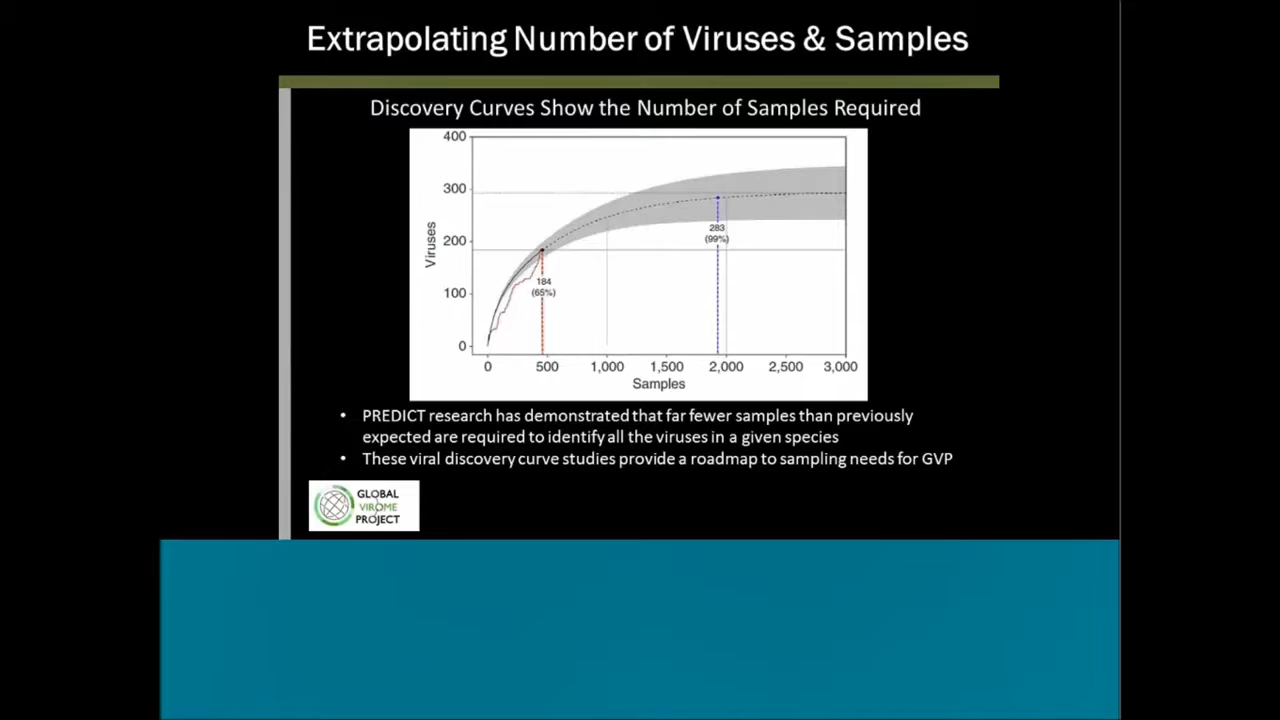 Extrapolating Number of Viruses & Samples
Discovery Curves Show the Number of Samples Required
400
300
200
100
0
Viruses
283
(99%)
184
(65%)
0 500 1,000 1,500 2,000 2,500 3,000
Samples
• PREDICT research has demonstrated that far fewer samples than previously
expected are required to identify all the viruses in a given species
• These viral discovery curve studies provide a roadmap to sampling needs for GVP
GLOBAL
VIROME
PROJECT